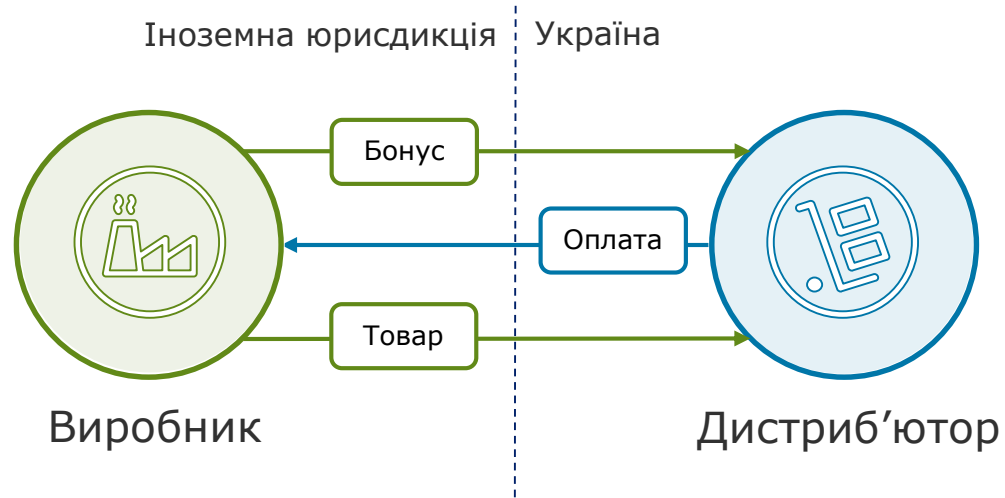 Іноземна юрисдикція
Україна
Бонус
Оплата
Товар
Виробник
Дистриб’ютор